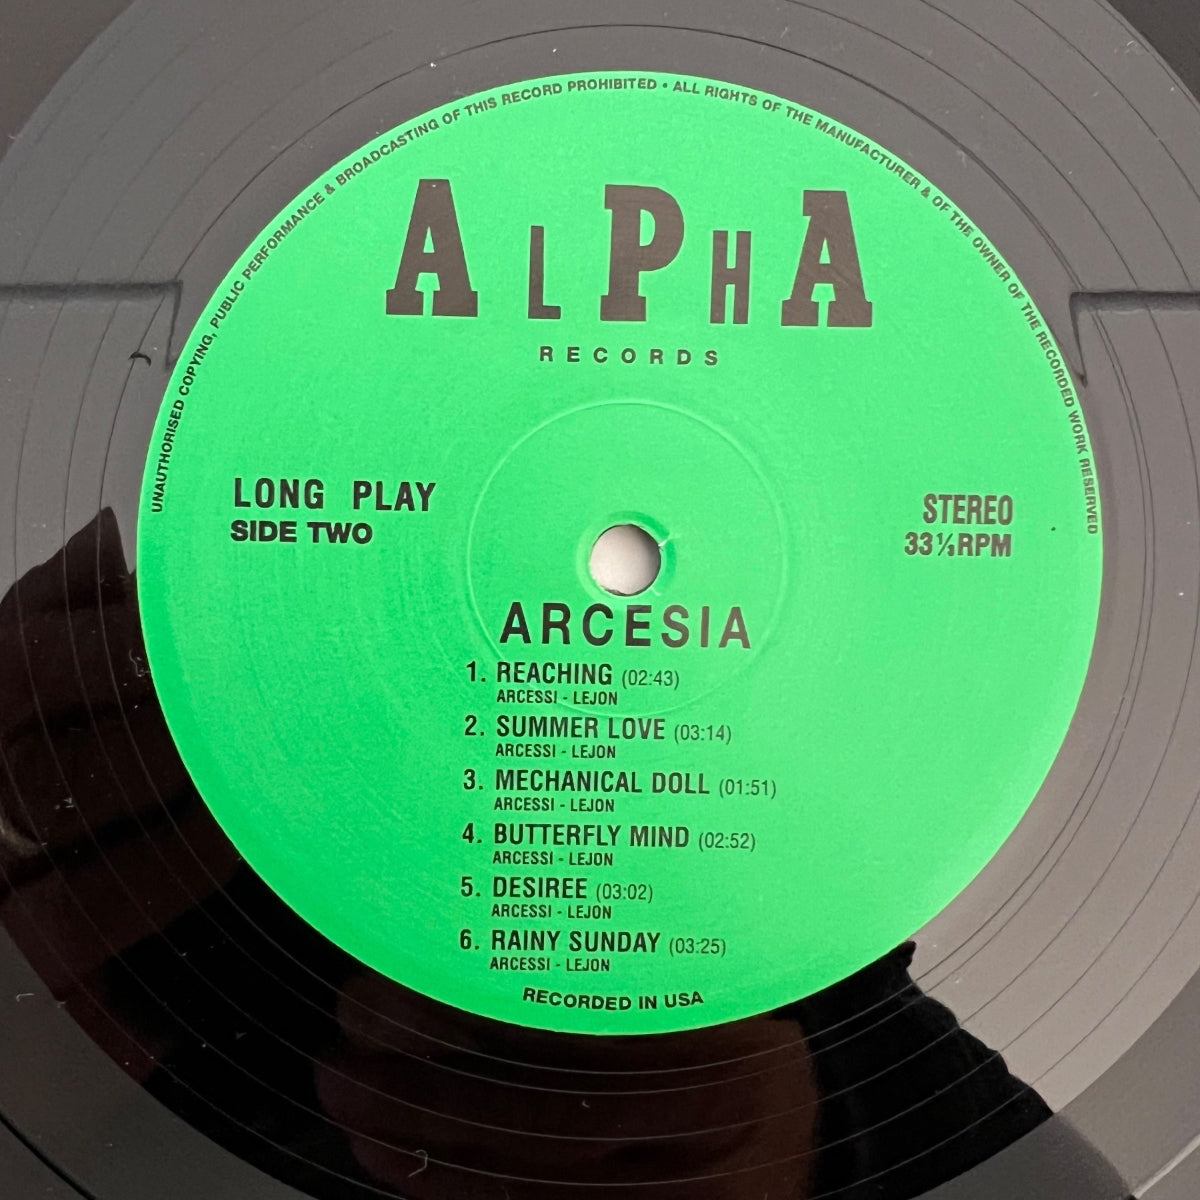 UNAUTHORISED COPYING, PUBLIC PERFORMANCE & BROADCASTING OF THIS RECORD PROHIBITED • ALL RIGHTS OF THE MANUFACTURER & OF THE OWNER OF THE RECORDED WORK RESERVED
ALPHA
RECORDS
LONG PLAY
SIDE TWO
STEREO
33⅓RPM
ARCESIA
1. REACHING (02:43)
ARCESSI - LEJON
2. SUMMER LOVE (03:14)
ARCESSI - LEJON
3. MECHANICAL DOLL (01:51)
ARCESSI - LEJON
4. BUTTERFLY MIND (02:52)
ARCESSI - LEJON
5. DESIREE (03:02)
ARCESSI - LEJON
6. RAINY SUNDAY (03:25)
ARCESSI - LEJON
RECORDED IN USA